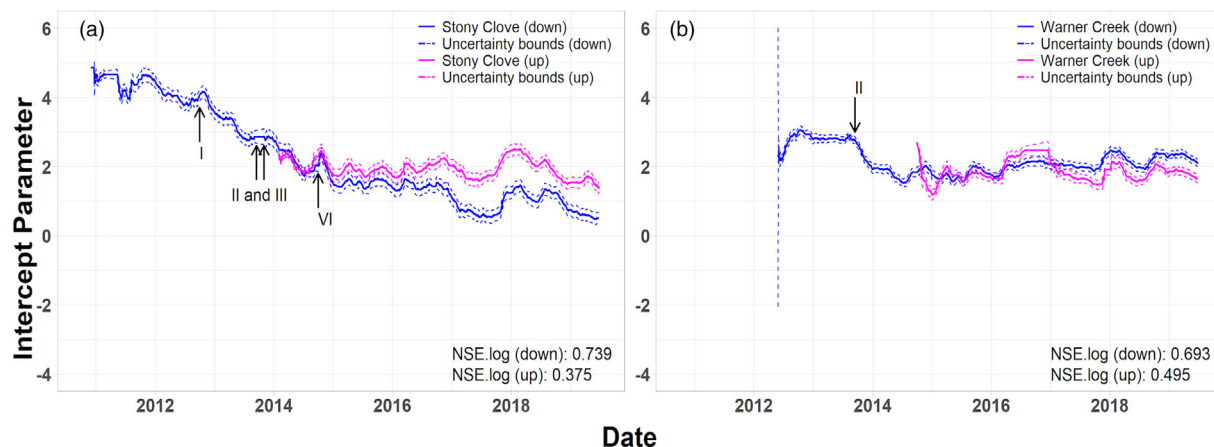 (a)
Stony Clove (down)
Uncertainty bounds (down)
Stony Clove (up)
Uncertainty bounds (up)
I
II and III
VI
NSE.log (down): 0.739
NSE.log (up): 0.375
6
4
2
0
-2
-4
2012
2014
2016
2018
(b)
Warner Creek (down)
Uncertainty bounds (down)
Warner Creek (up)
Uncertainty bounds (up)
II
NSE.log (down): 0.693
NSE.log (up): 0.495
6
4
2
0
-2
-4
2012
2014
2016
2018
Intercept Parameter
Date